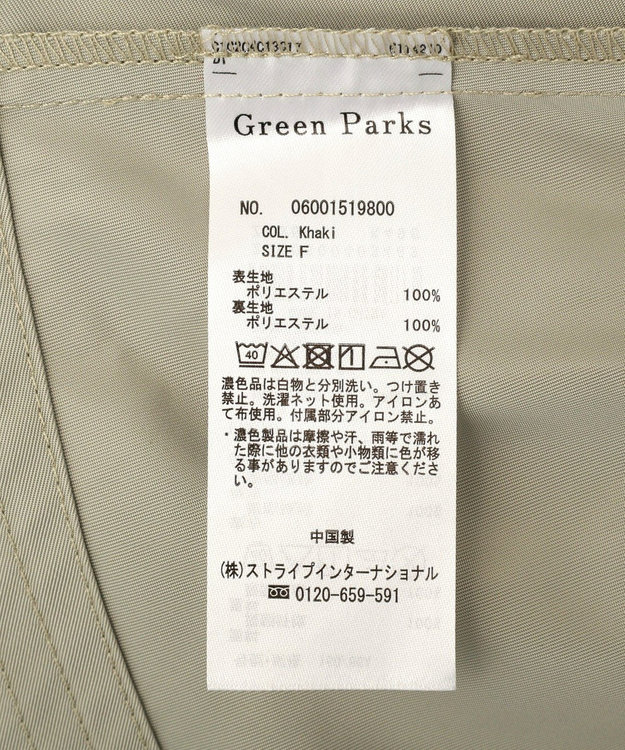 Green Parks
NO. 06001519800
COL. Khaki
SIZE F
表生地
ポリエステル 100%
裏生地
ポリエステル 100%
40
濃色品は白物と分別洗い。つけ置き
禁止。洗濯ネット使用。アイロンあ
て布使用。付属部分アイロン禁止。
・濃色製品は摩擦や汗、雨等で濡れ
た際に他の衣類や小物類に色が移
る事がありますのでご注意くださ
い。
中国製
(株)ストライプインターナショナル
0120-659-591